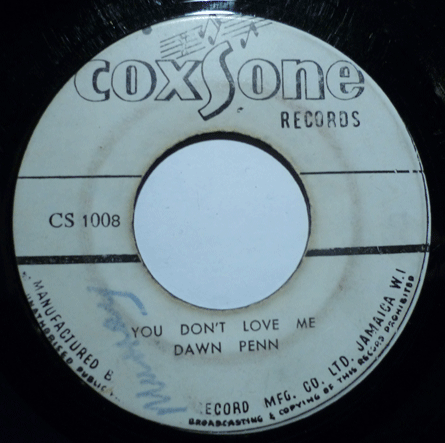 coxSone
RECORDS
CS 1008
YOU DON'T LOVE ME
DAWN PENN
MANUFACTURED B
RECORD MFG. CO. LTD. JAMAICA W.I
BROADCASTING & COPYING OF THIS RECORD PROHIBITED